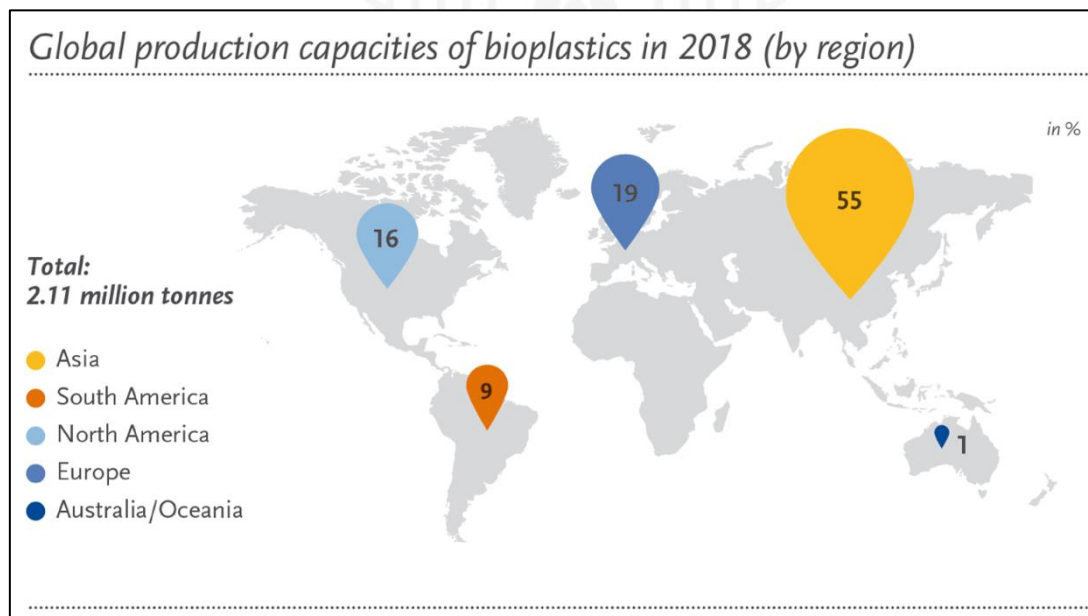 Global production capacities of bioplastics in 2018 (by region)
in %
55
19
16
Total:
2.11 million tonnes
Asia
South America
9
North America
1
Europe
Australia/Oceania